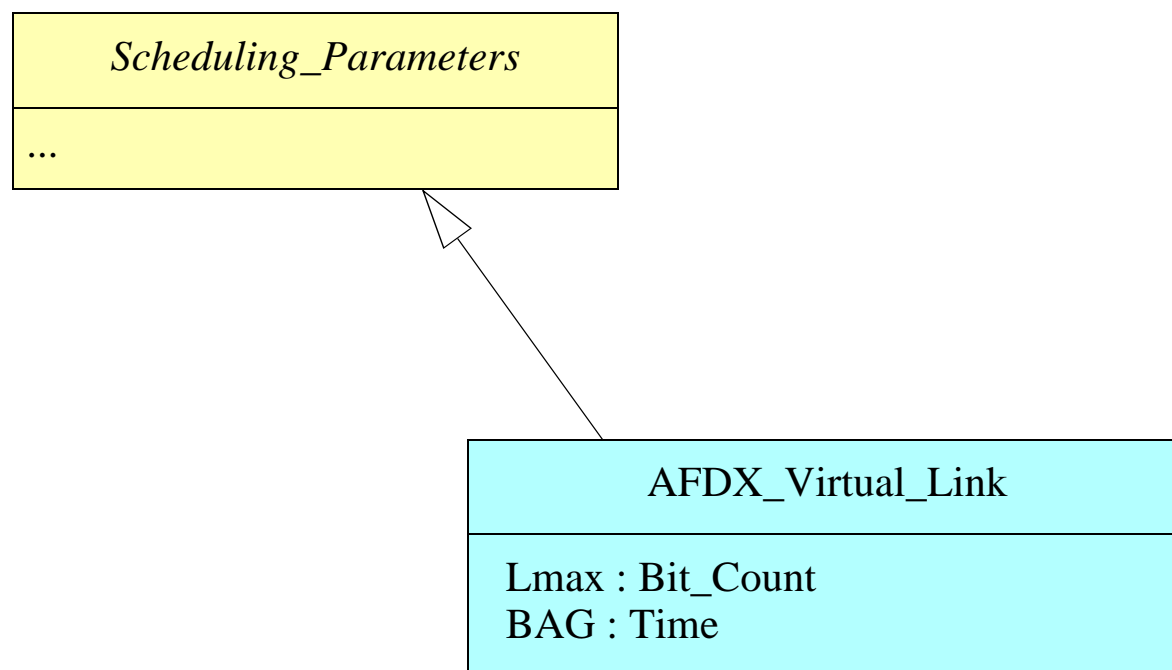 Scheduling_Parameters
...
AFDX_Virtual_Link
Lmax : Bit_Count
BAG : Time